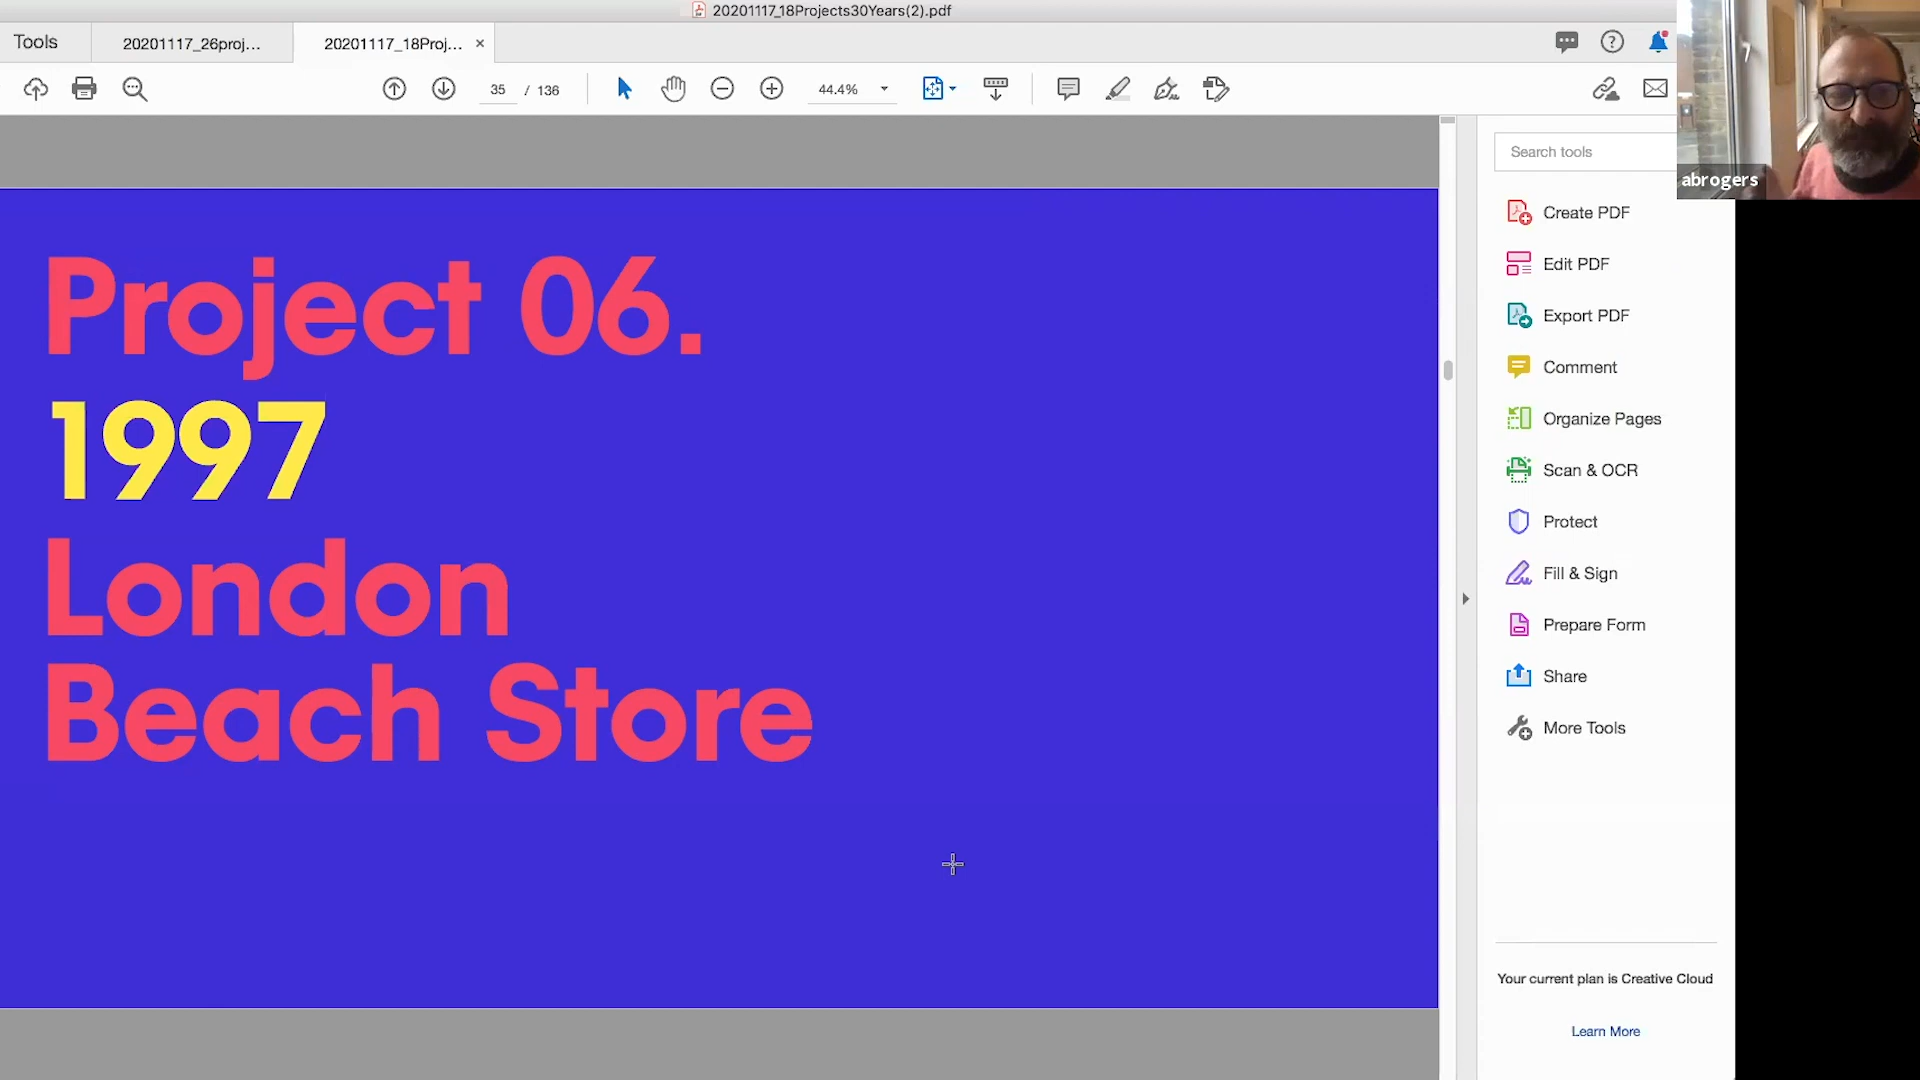 20201117_18Projects30Years(2).pdf
Tools
20201117_26proj...
20201117_18Proj...
35 / 136
44.4%
Search tools
abrogers
Create PDF
Edit PDF
Export PDF
Comment
Organize Pages
Scan & OCR
Protect
Fill & Sign
Prepare Form
Share
More Tools
Project 06.
1997
London
Beach Store
Your current plan is Creative Cloud
Learn More